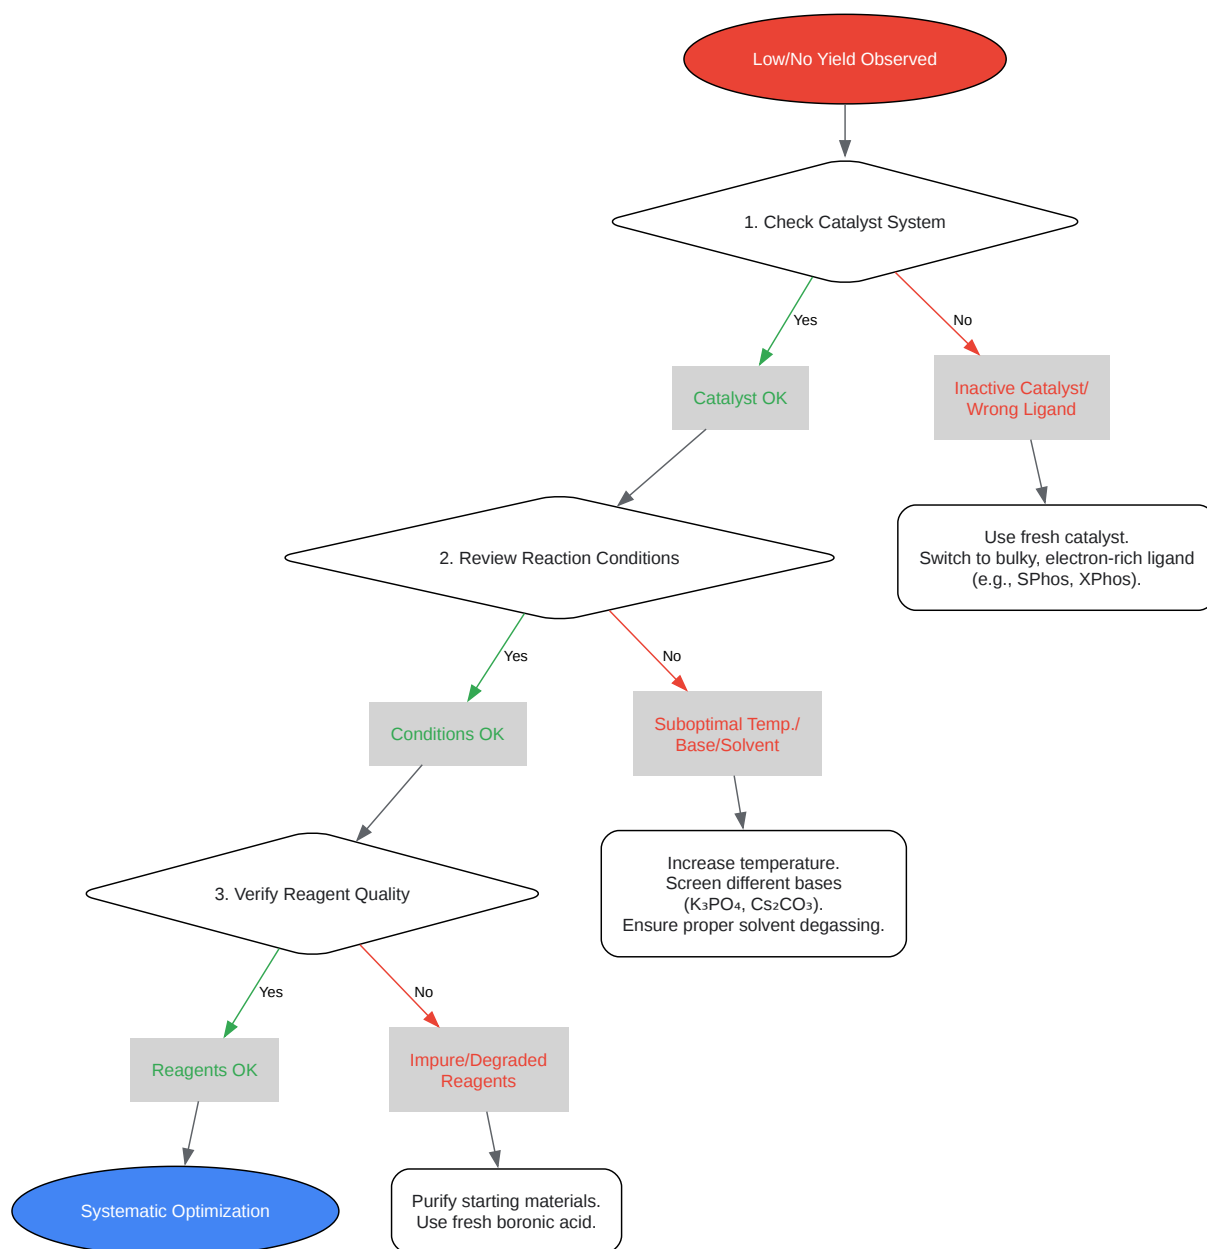 Low/No Yield Observed
1. Check Catalyst System
Yes
No
Catalyst OK
Inactive Catalyst/
Wrong Ligand
Use fresh catalyst.
Switch to bulky, electron-rich ligand
(e.g., SPhos, XPhos).
2. Review Reaction Conditions
Yes
No
Conditions OK
Suboptimal Temp./
Base/Solvent
Increase temperature.
Screen different bases
(K₃PO₄, Cs₂CO₃).
Ensure proper solvent degassing.
3. Verify Reagent Quality
Yes
No
Reagents OK
Impure/Degraded
Reagents
Systematic Optimization
Purify starting materials.
Use fresh boronic acid.